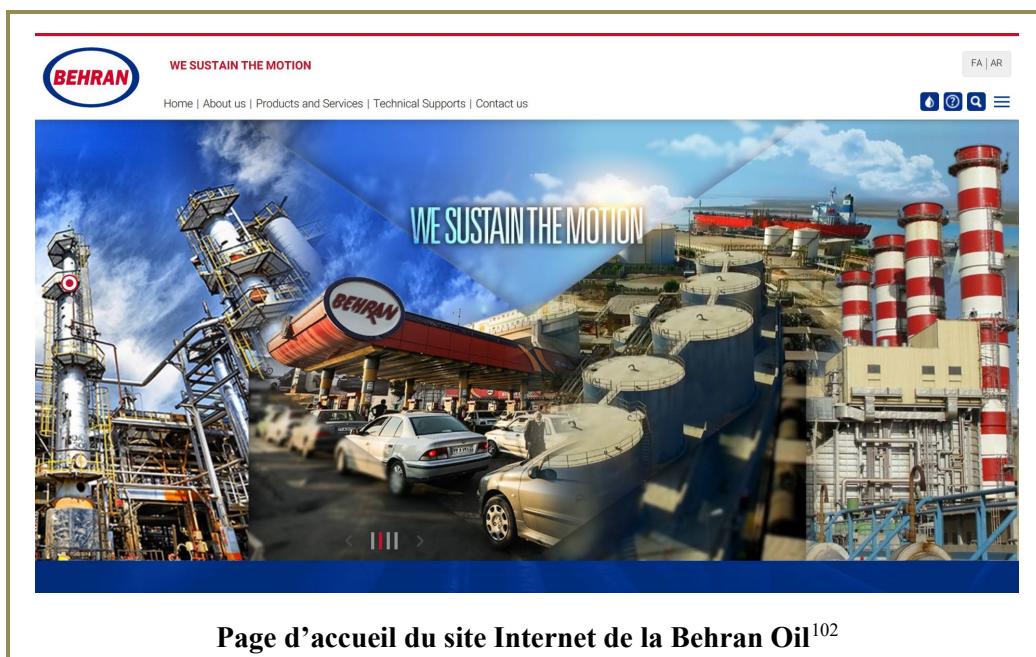 BEHRAN
WE SUSTAIN THE MOTION
FA | AR
Home | About us | Products and Services | Technical Supports | Contact us
WE SUSTAIN THE MOTION
BEHRAN
Page d’accueil du site Internet de la Behran Oil102